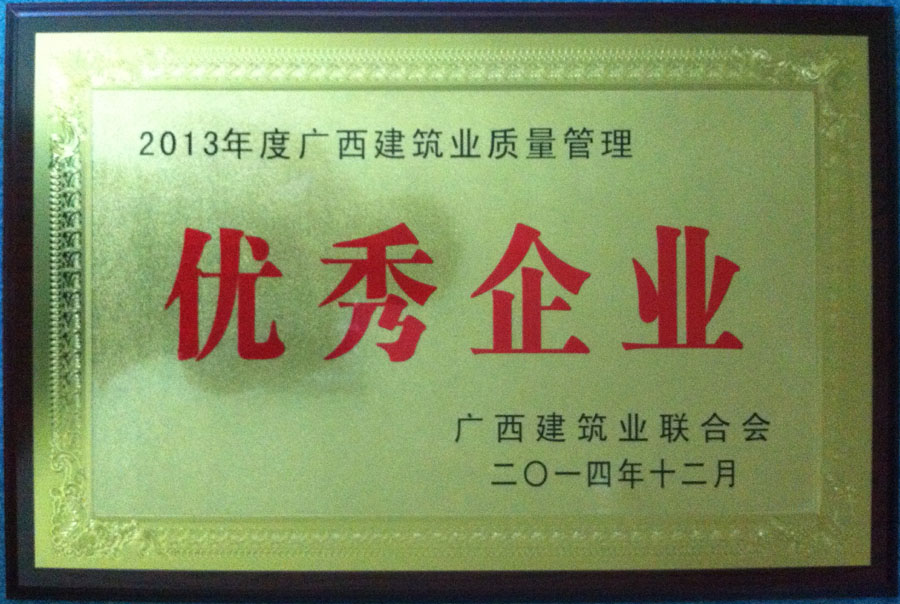 2013年度广西建筑业质量管理
优秀企业
广西建筑业联合会
二〇一四年十二月